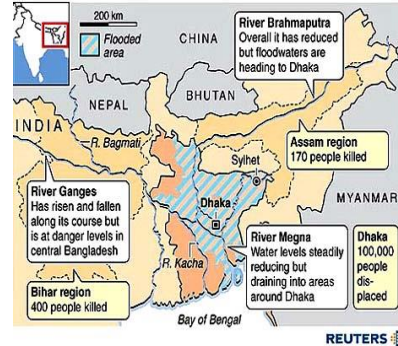 200 km
Flooded
area
CHINA
River Brahmaputra
Overall it has reduced
but floodwaters are
heading to Dhaka
NEPAL
BHUTAN
INDIA
R. Bagmati
Assam region
170 people killed
Sylhet
River Ganges
Has risen and fallen
along its course but
is at danger levels in
central Bangladesh
Dhaka
MYANMAR
River Megna
Water levels steadily
reducing but
draining into areas
around Dhaka
Dhaka
100,000
people
dis-
placed
R. Kacha
Bihar region
400 people killed
Bay of Bengal
REUTERS